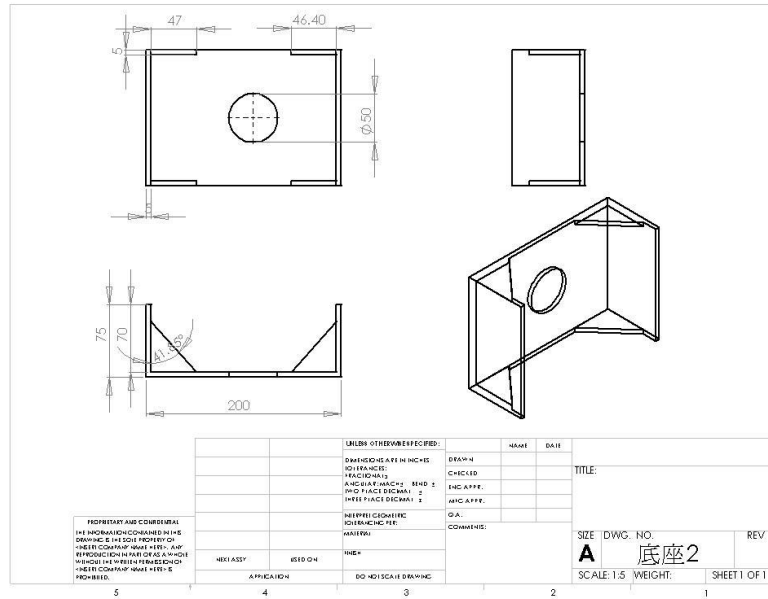 47
46.40
5
Ø50
5
75
70
41.85°
200
UNLESS OTHERWISE SPECIFIED:
NAME
DATE
DIMENSIONS ARE IN INCHES
TOLERANCES:
FRACTIONAL ±
ANGULAR: MACH ± BEND ±
TWO PLACE DECIMAL ±
THREE PLACE DECIMAL ±
DRAWN
CHECKED
ENG APPR.
MFG APPR.
Q.A.
COMMENTS:
TITLE:
INTERPRET GEOMETRIC
TOLERANCING PER:
MATERIAL
FINISH
PROPRIETARY AND CONFIDENTIAL
THE INFORMATION CONTAINED IN THIS
DRAWING IS THE SOLE PROPERTY OF
<INSERT COMPANY NAME HERE>. ANY
REPRODUCTION IN PART OR AS A WHOLE
WITHOUT THE WRITTEN PERMISSION OF
<INSERT COMPANY NAME HERE> IS
PROHIBITED.
NEXT ASSY
USED ON
APPLICATION
DO NOT SCALE DRAWING
SIZE DWG. NO. REV
A 底座2
SCALE: 1:5 WEIGHT: SHEET 1 OF 1
5 4 3 2 1